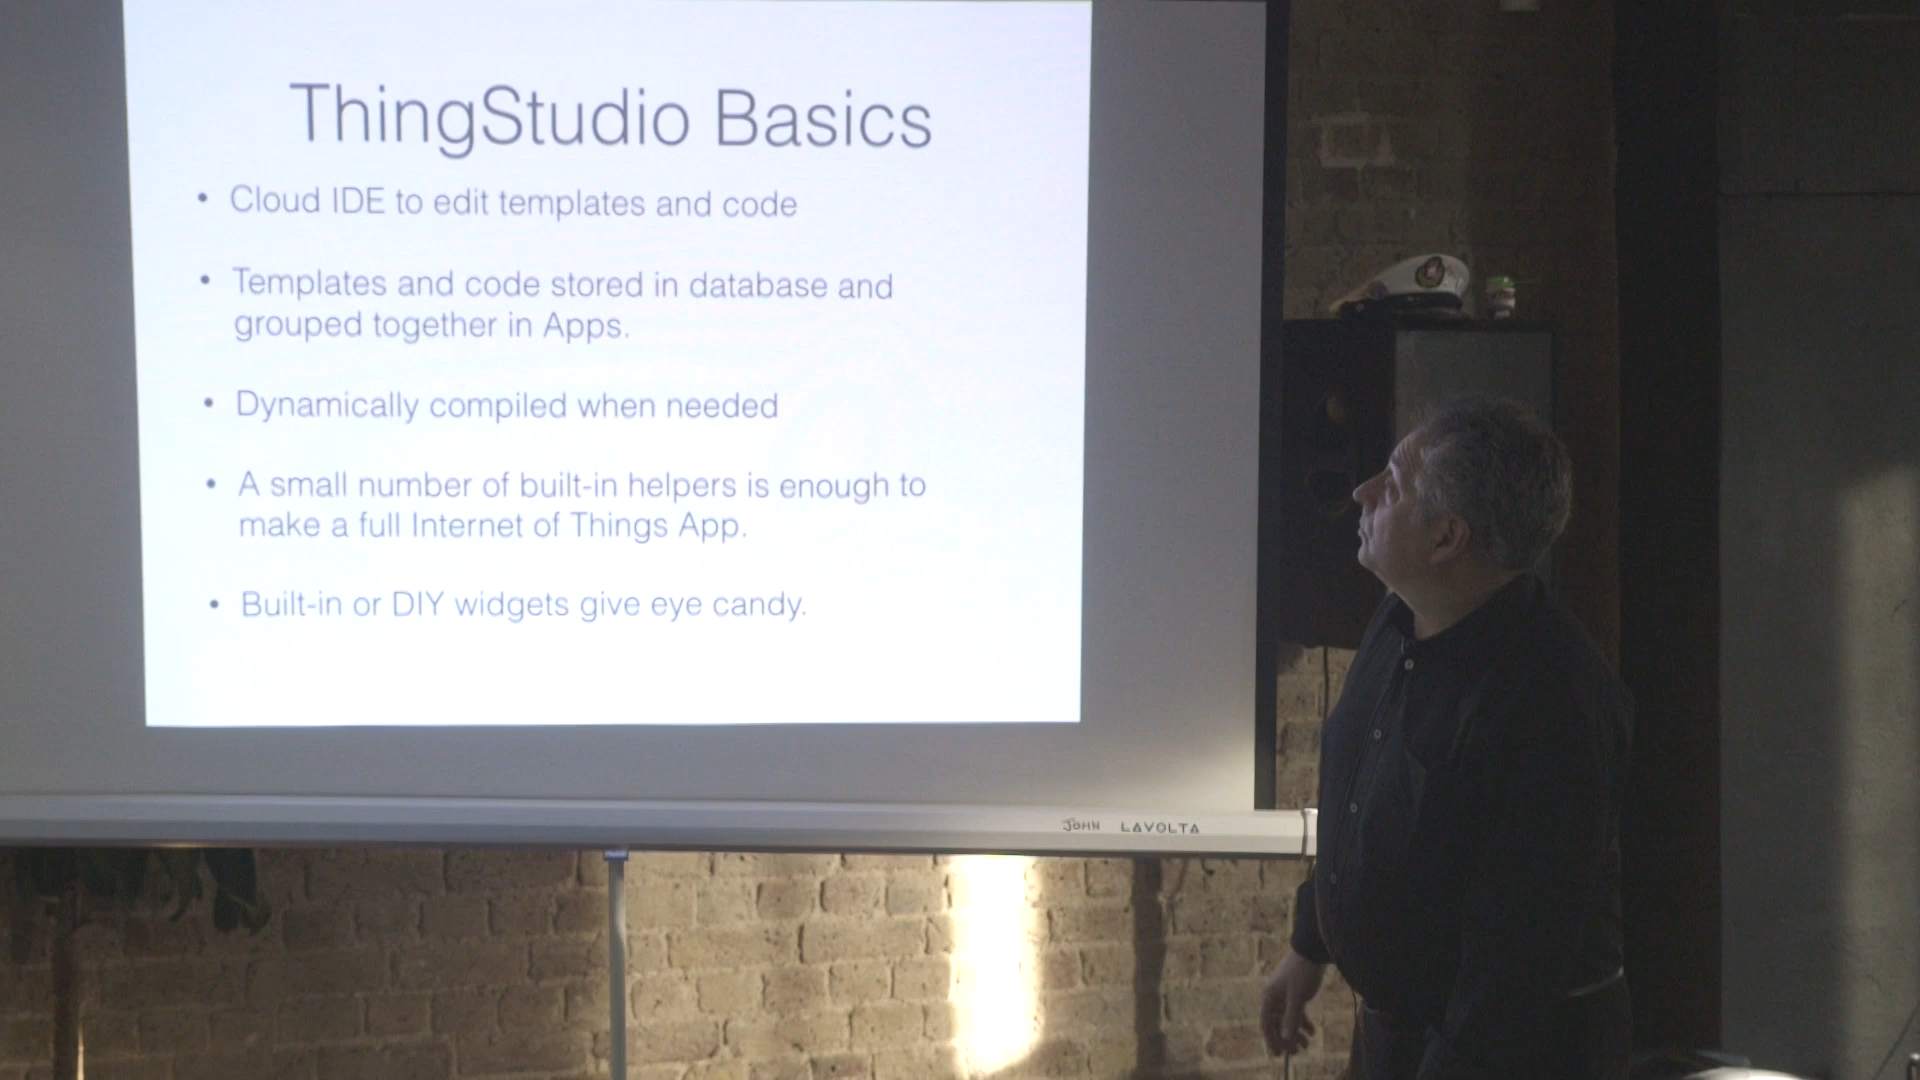 ThingStudio Basics
• Cloud IDE to edit templates and code
• Templates and code stored in database and
grouped together in Apps.
• Dynamically compiled when needed
• A small number of built-in helpers is enough to
make a full Internet of Things App.
• Built-in or DIY widgets give eye candy.
JOHN LAVOLTA